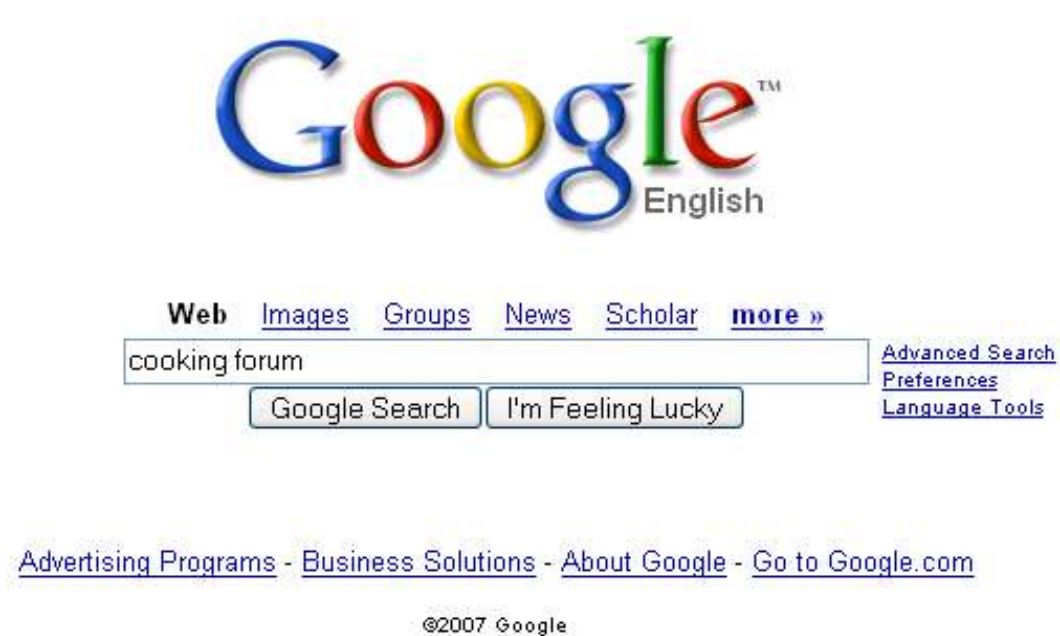 Google™
English
Web Images Groups News Scholar more »
cooking forum
Advanced Search
Preferences
Language Tools
Google Search I'm Feeling Lucky
Advertising Programs - Business Solutions - About Google - Go to Google.com
©2007 Google